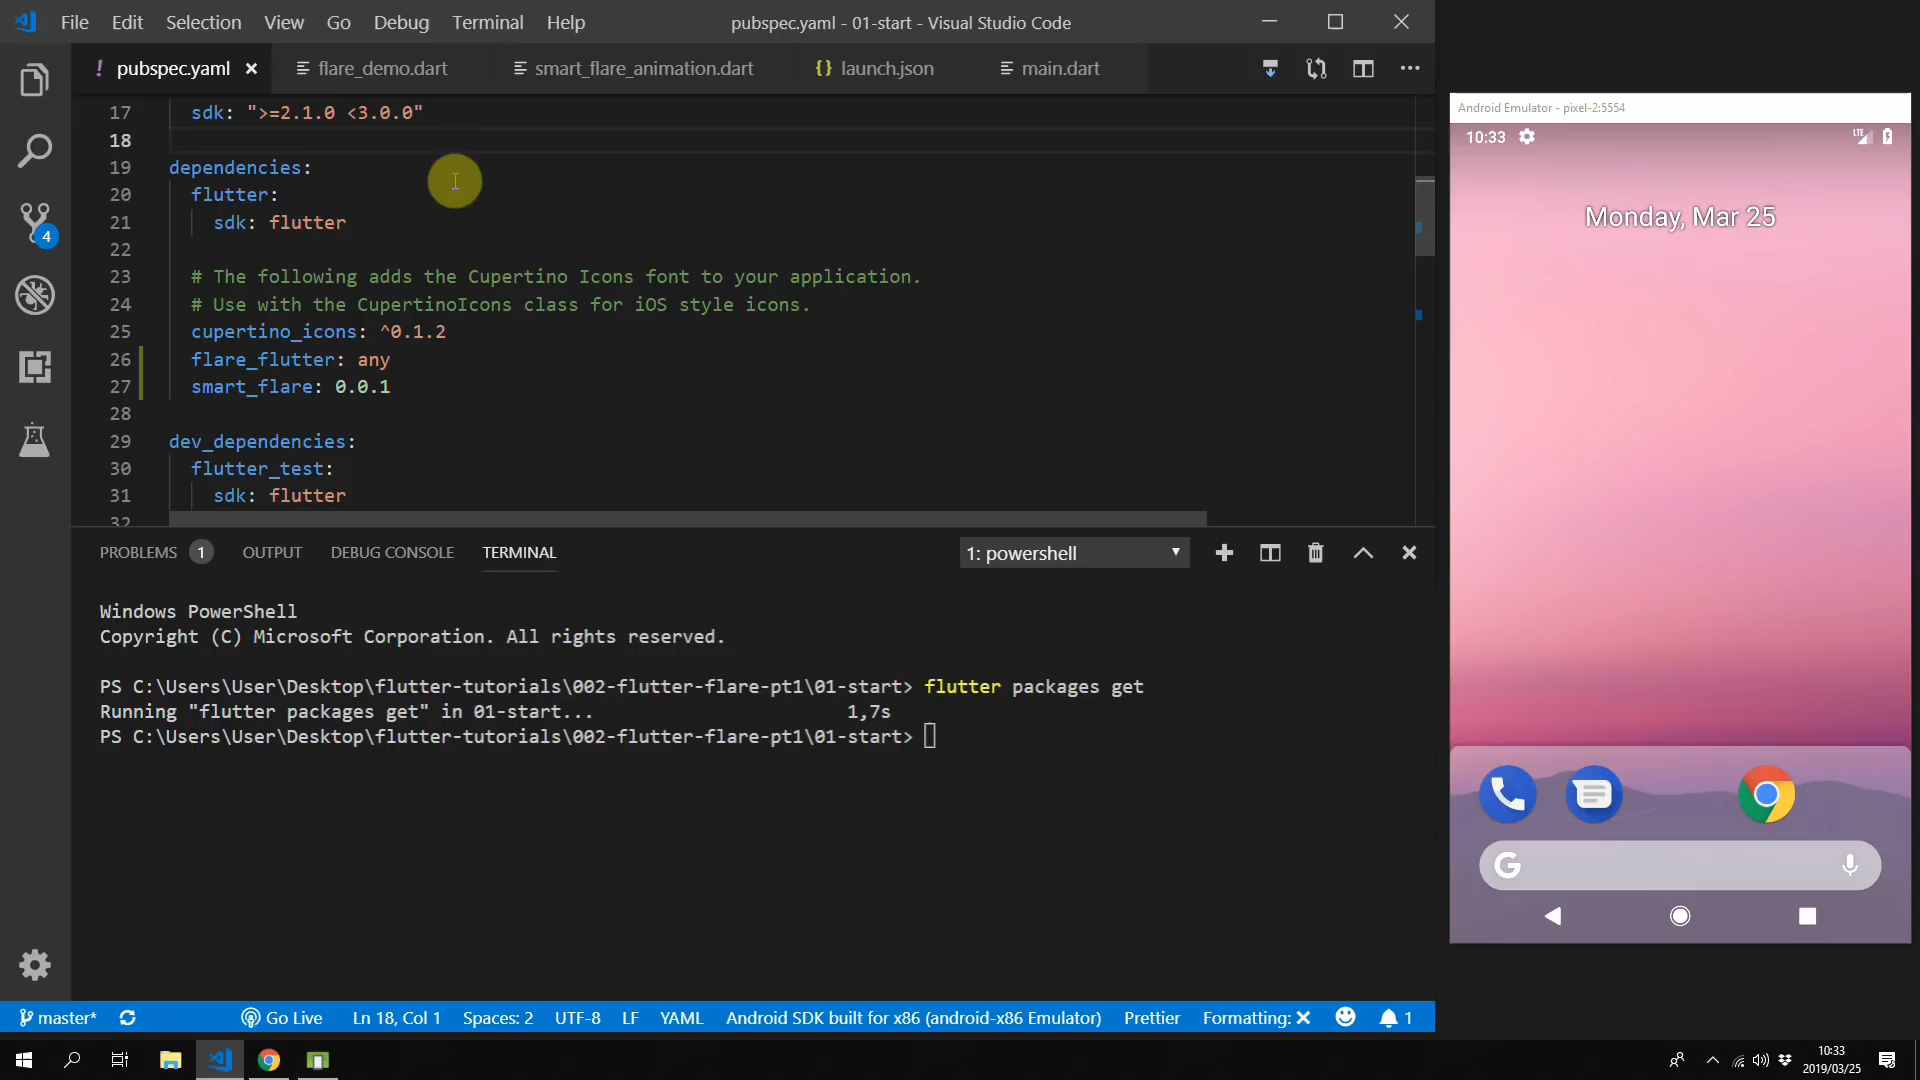 File Edit Selection View Go Debug Terminal Help
pubspec.yaml - 01-start - Visual Studio Code
! pubspec.yaml
flare_demo.dart
smart_flare_animation.dart
{} launch.json
main.dart
17 sdk: ">=2.1.0 <3.0.0"
18
19 dependencies:
20 flutter:
21 sdk: flutter
22
23 # The following adds the Cupertino Icons font to your application.
24 # Use with the CupertinoIcons class for iOS style icons.
25 cupertino_icons: ^0.1.2
26 flare_flutter: any
27 smart_flare: 0.0.1
28
29 dev_dependencies:
30 flutter_test:
31 sdk: flutter
32
4
PROBLEMS 1 OUTPUT DEBUG CONSOLE TERMINAL
1: powershell
Windows PowerShell
Copyright (C) Microsoft Corporation. All rights reserved.
PS C:\Users\User\Desktop\flutter-tutorials\002-flutter-flare-pt1\01-start> flutter packages get
Running "flutter packages get" in 01-start... 1,7s
PS C:\Users\User\Desktop\flutter-tutorials\002-flutter-flare-pt1\01-start>
master* Go Live Ln 18, Col 1 Spaces: 2 UTF-8 LF YAML Android SDK built for x86 (android-x86 Emulator) Prettier Formatting: ✕ 1
Android Emulator - pixel-2:5554
10:33
LTE
Monday, Mar 25
G
10:33
2019/03/25